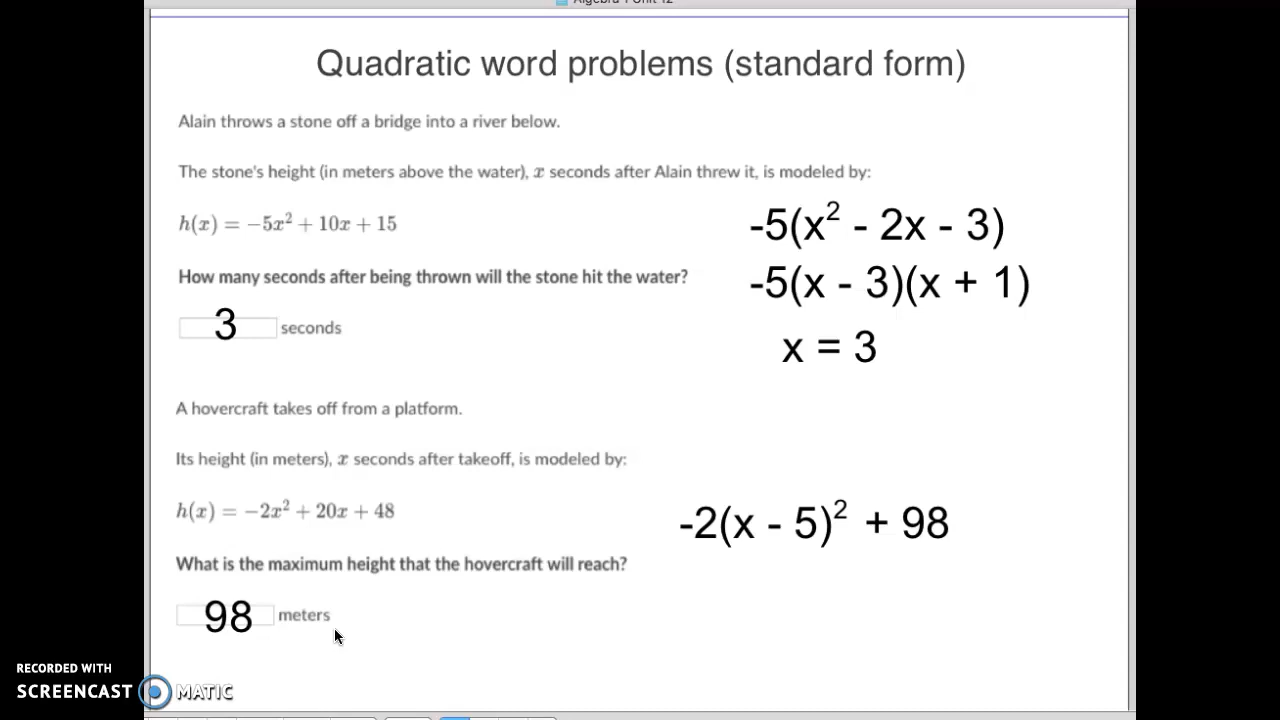 Algebra 1 Unit 12
Quadratic word problems (standard form)
Alain throws a stone off a bridge into a river below.
The stone's height (in meters above the water), x seconds after Alain threw it, is modeled by:
h(x) = −5x² + 10x + 15
-5(x² - 2x - 3)
How many seconds after being thrown will the stone hit the water?
-5(x - 3)(x + 1)
3 seconds
x = 3
A hovercraft takes off from a platform.
Its height (in meters), x seconds after takeoff, is modeled by:
h(x) = −2x² + 20x + 48
-2(x - 5)² + 98
What is the maximum height that the hovercraft will reach?
98 meters
RECORDED WITH
SCREENCAST MATIC